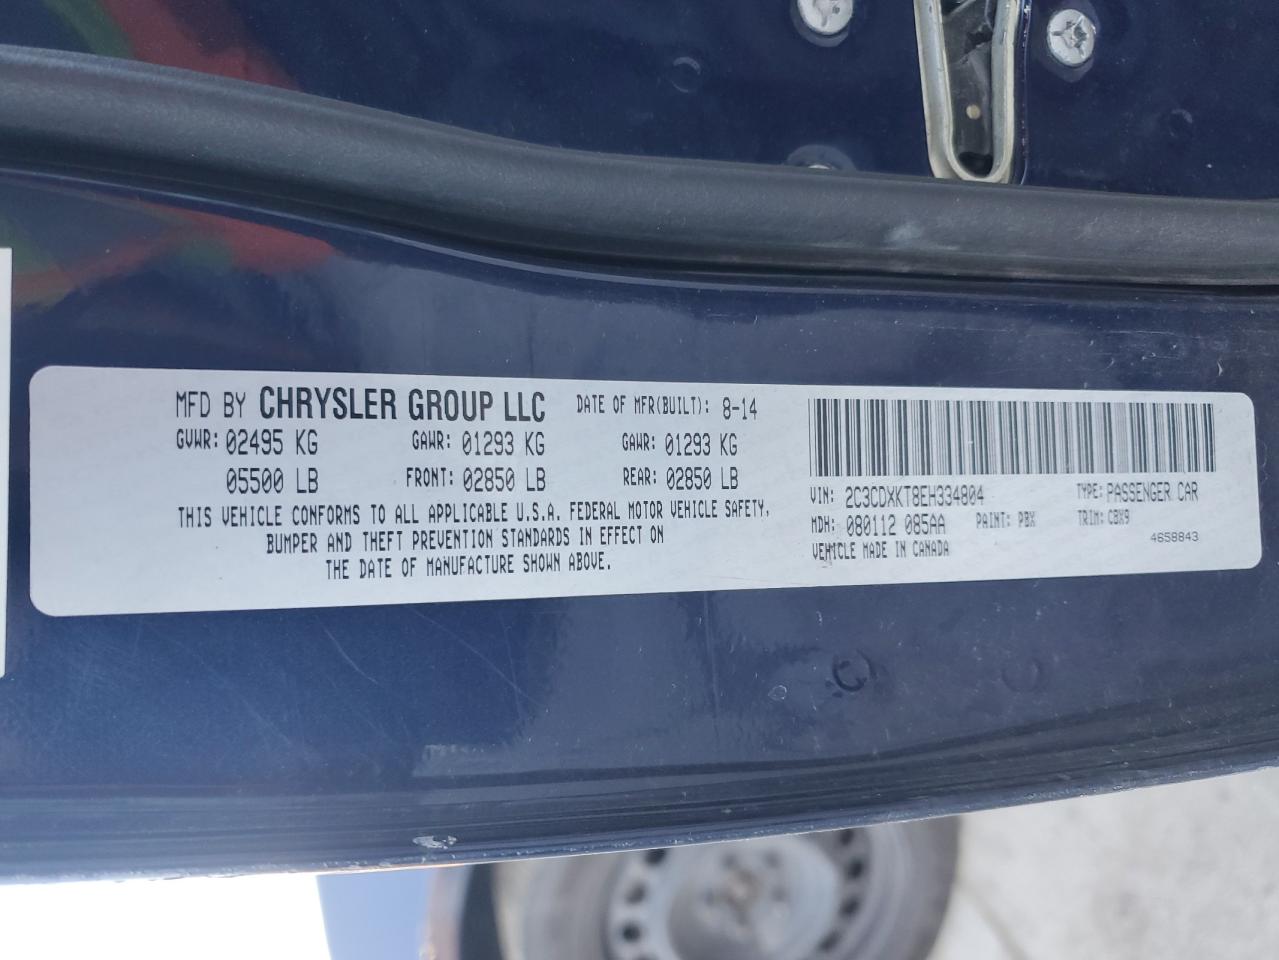 MFD BY CHRYSLER GROUP LLC DATE OF MFR(BUILT): 8-14
GVWR: 02495 KG GAWR: 01293 KG GAWR: 01293 KG
05500 LB FRONT: 02850 LB REAR: 02850 LB
THIS VEHICLE CONFORMS TO ALL APPLICABLE U.S.A. FEDERAL MOTOR VEHICLE SAFETY,
BUMPER AND THEFT PREVENTION STANDARDS IN EFFECT ON
THE DATE OF MANUFACTURE SHOWN ABOVE.
VIN: 2C3CDXKT8EH334804 TYPE: PASSENGER CAR
MDH: 080112 085AA PAINT: PBX TRIM: CBX9
VEHICLE MADE IN CANADA 4658843